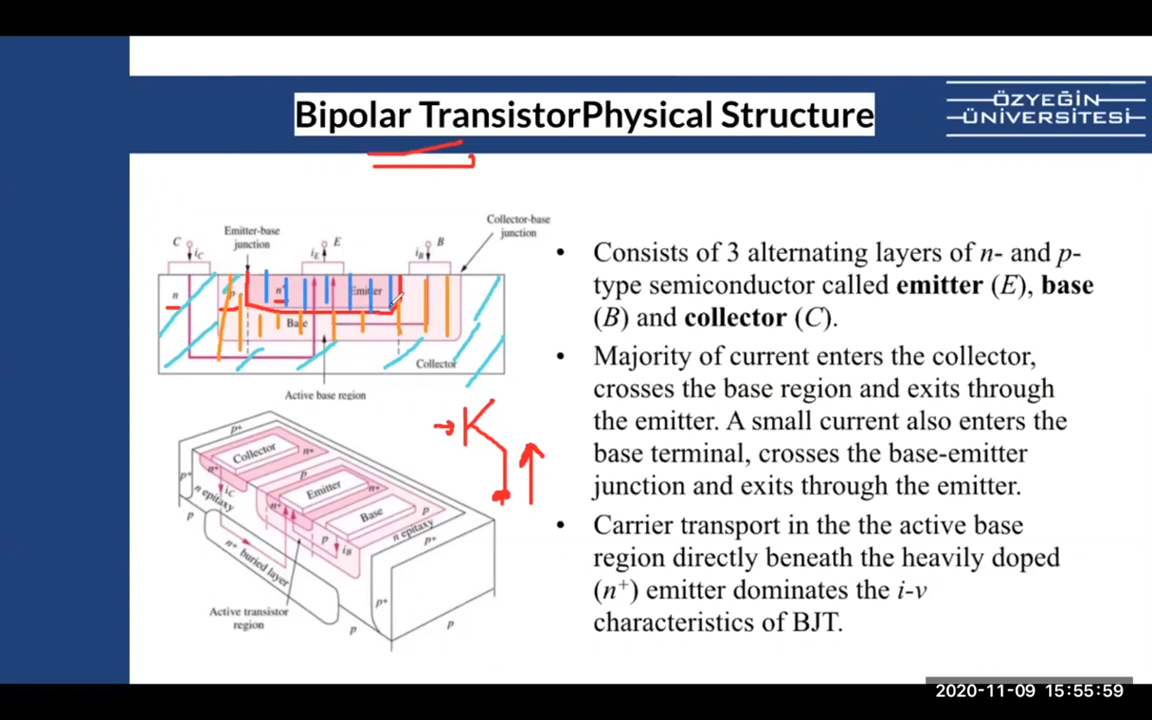 Bipolar TransistorPhysical Structure
ÖZYEĞİN
ÜNİVERSİTESİ
Collector-base
junction
Emitter-base
junction
C
iC
iE
E
iB
B
n
p
n+
Emitter
Base
Collector
Active base region
• Consists of 3 alternating layers of n- and p-
type semiconductor called emitter (E), base
(B) and collector (C).
• Majority of current enters the collector,
crosses the base region and exits through
the emitter. A small current also enters the
base terminal, crosses the base-emitter
junction and exits through the emitter.
• Carrier transport in the the active base
region directly beneath the heavily doped
(n+) emitter dominates the i-v
characteristics of BJT.
p+
Collector
n+
n+
p
Emitter
n+
p+
n epitaxy
iC
n+
Base
p
n epitaxy
p+
p
p
iB
n+ buried layer
Active transistor
region
p+
p
p
2020-11-09 15:55:59